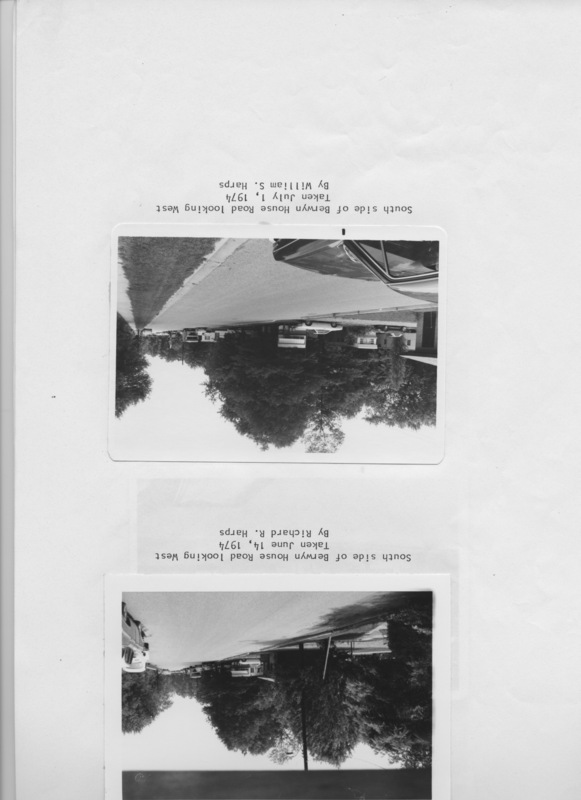 South side of Berwyn House Road looking West
Taken June 14, 1974
By Richard R. Harps
South side of Berwyn House Road looking West
Taken July 1, 1974
By William S. Harps